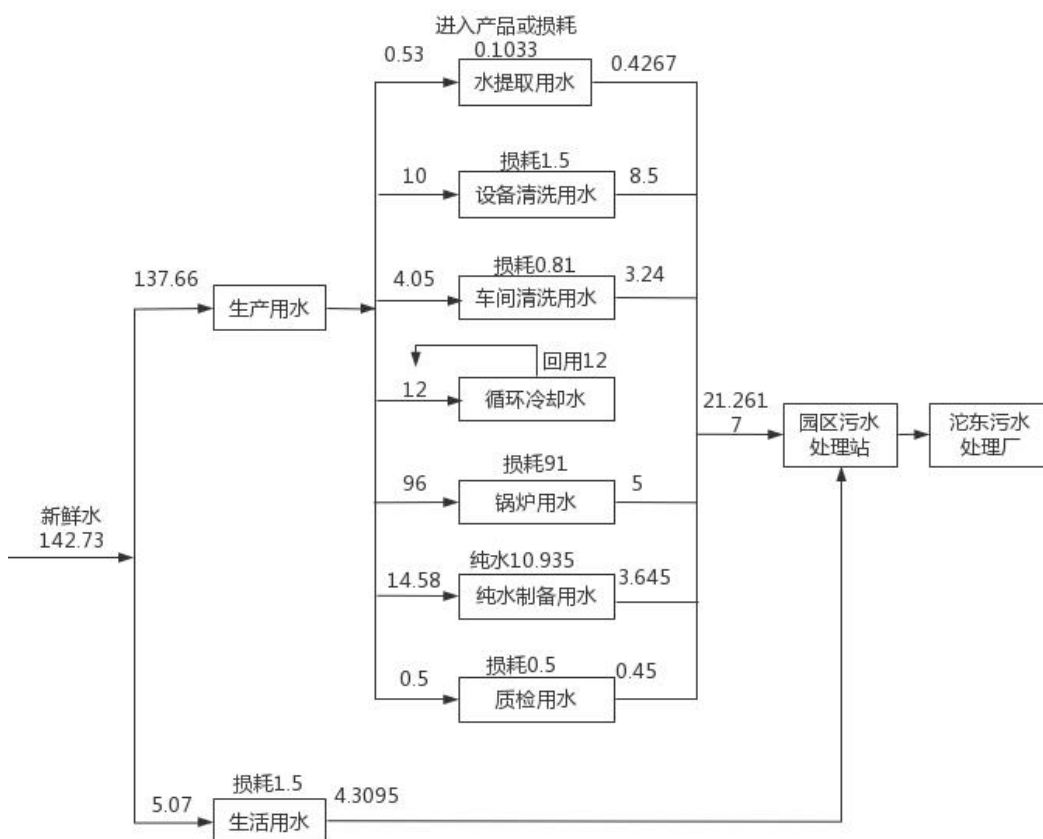 进入产品或损耗
0.53
0.1033
0.4267
水提取用水
损耗1.5
10
8.5
设备清洗用水
损耗0.81
137.66
4.05
3.24
生产用水
车间清洗用水
回用12
12
循环冷却水
21.261
7
园区污水
处理站
沱东污水
处理厂
损耗91
96
5
锅炉用水
新鲜水
142.73
纯水10.935
14.58
3.645
纯水制备用水
损耗0.5
0.5
0.45
质检用水
损耗1.5
5.07
4.3095
生活用水